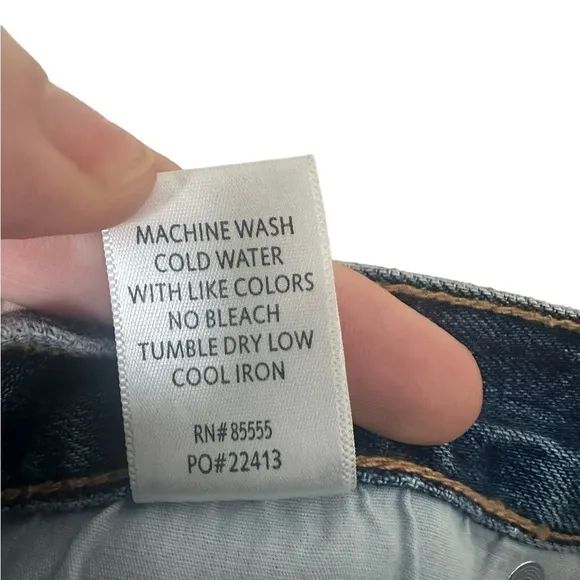 MACHINE WASH
COLD WATER
WITH LIKE COLORS
NO BLEACH
TUMBLE DRY LOW
COOL IRON
RN#85555
PO#22413